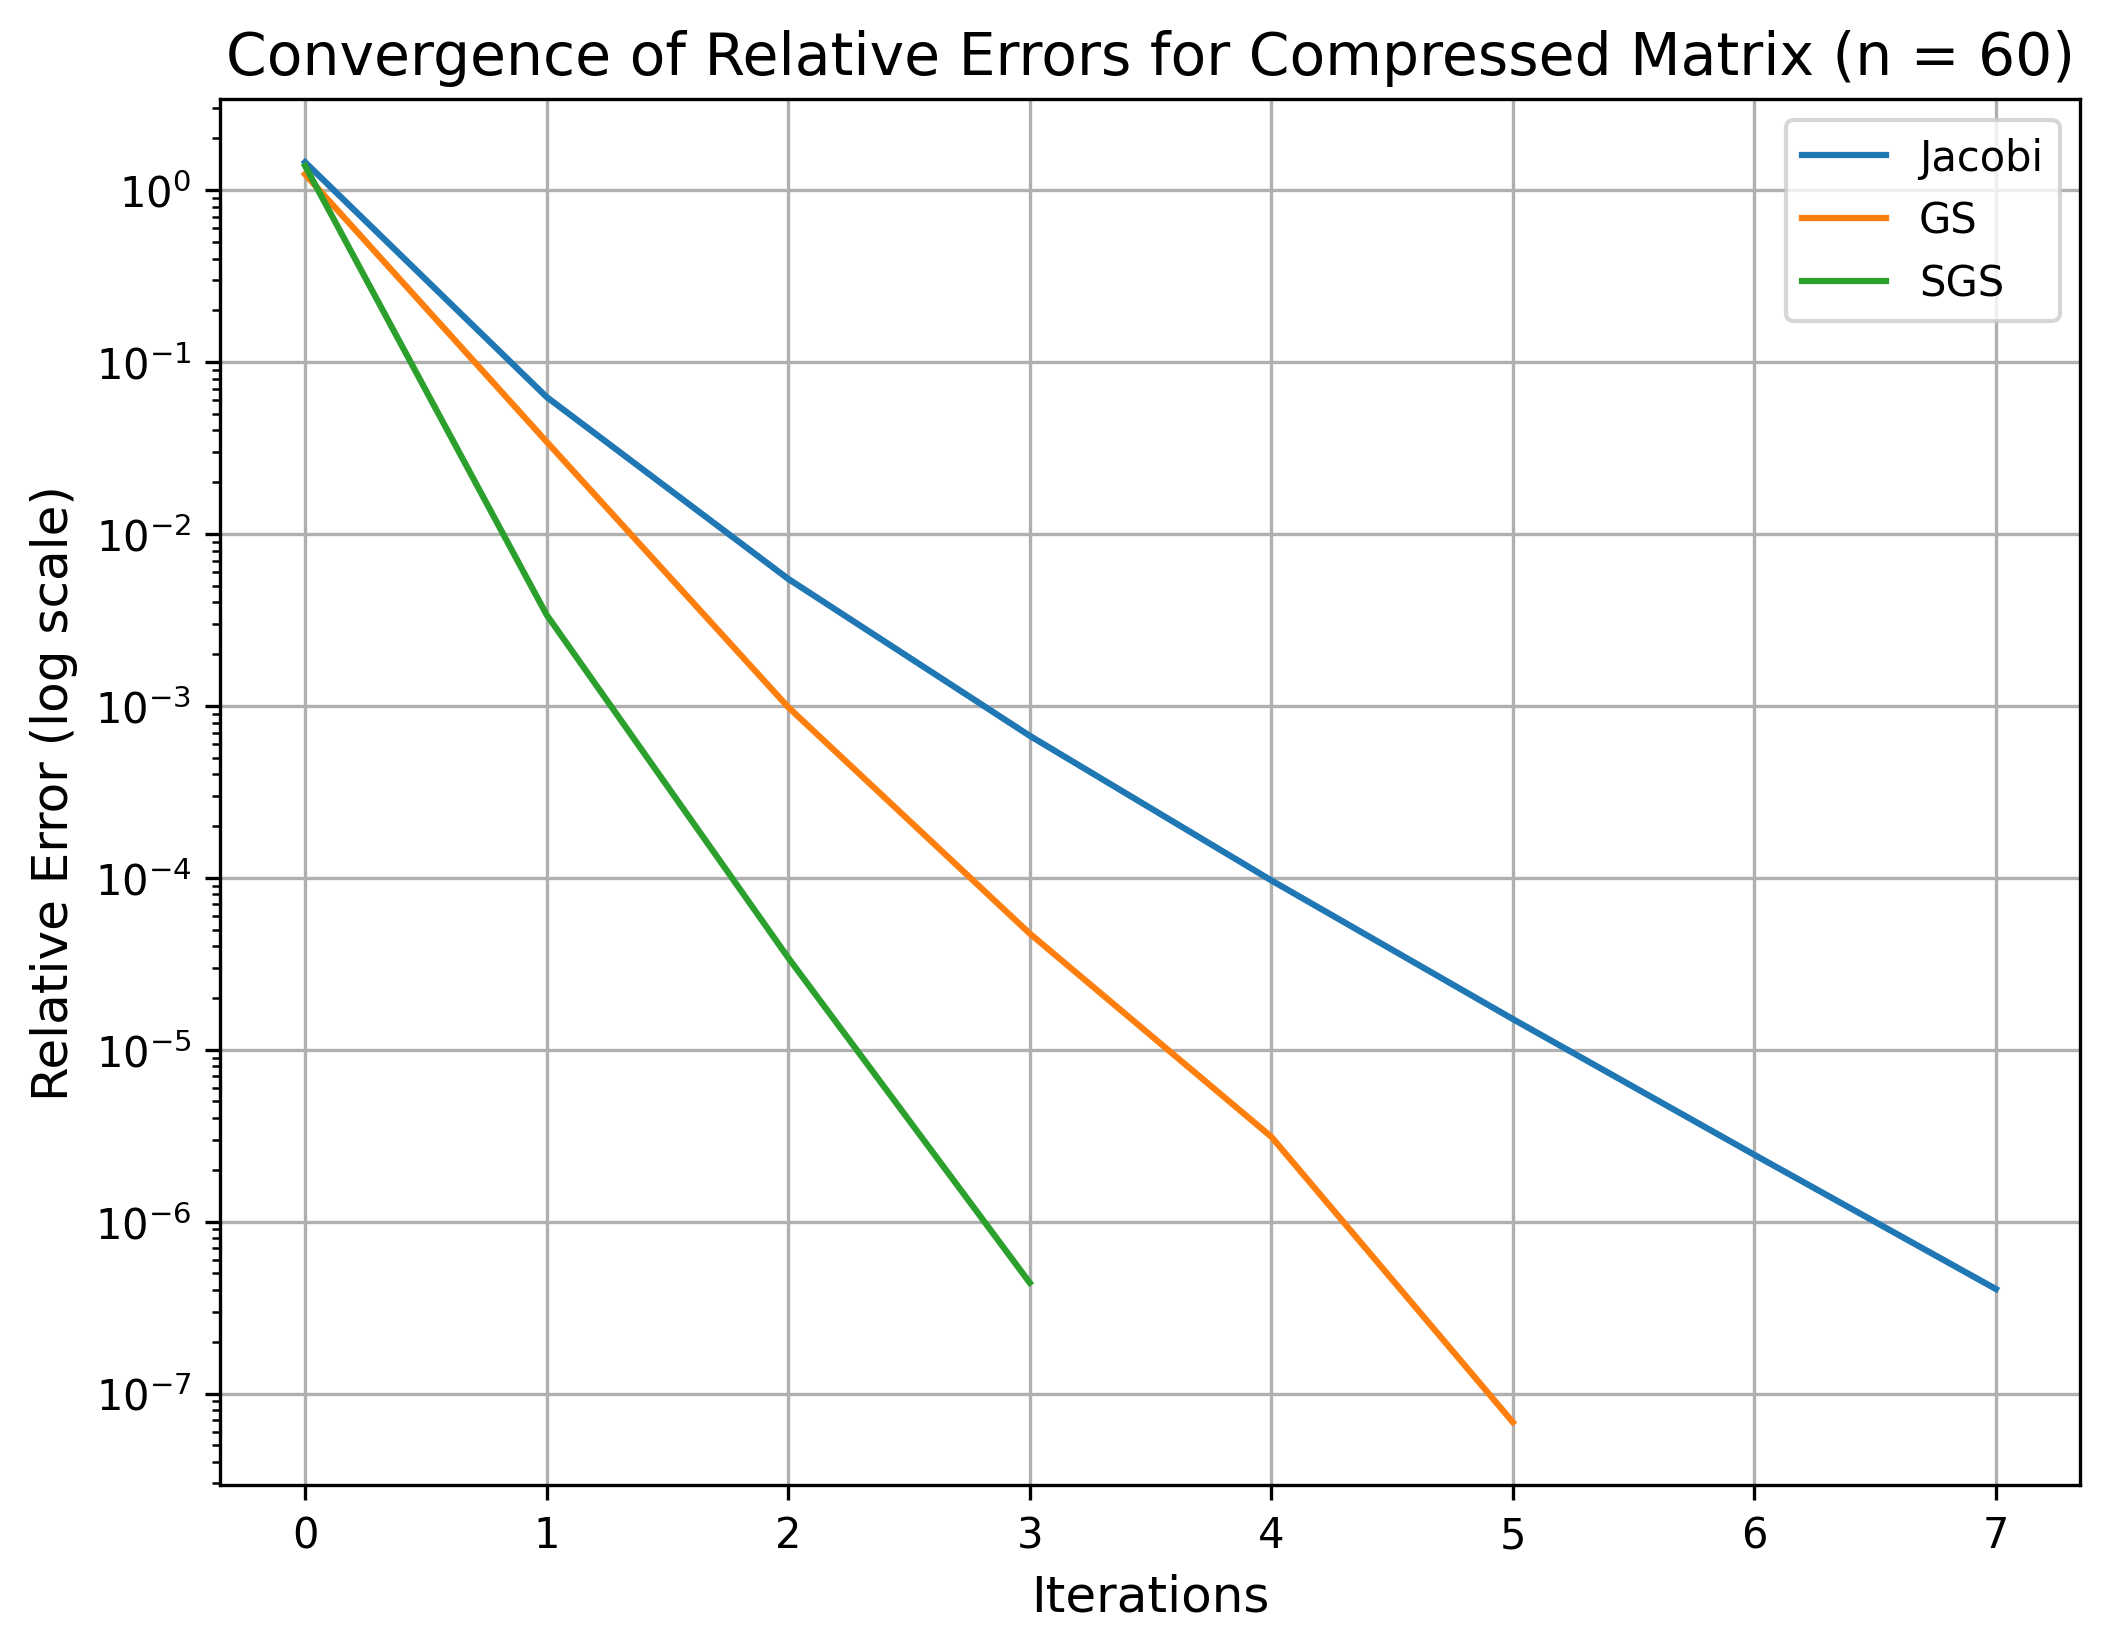 Convergence of Relative Errors for Compressed Matrix (n = 60)
Jacobi
GS
SGS
Relative Error (log scale)
10⁰
10⁻¹
10⁻²
10⁻³
10⁻⁴
10⁻⁵
10⁻⁶
10⁻⁷
0 1 2 3 4 5 6 7
Iterations